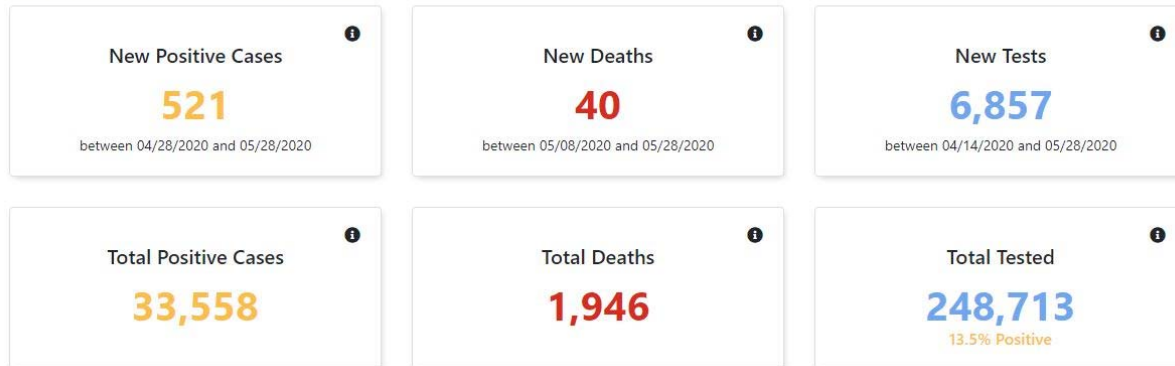 New Positive Cases
521
between 04/28/2020 and 05/28/2020
New Deaths
40
between 05/08/2020 and 05/28/2020
New Tests
6,857
between 04/14/2020 and 05/28/2020
Total Positive Cases
33,558
Total Deaths
1,946
Total Tested
248,713
13.5% Positive